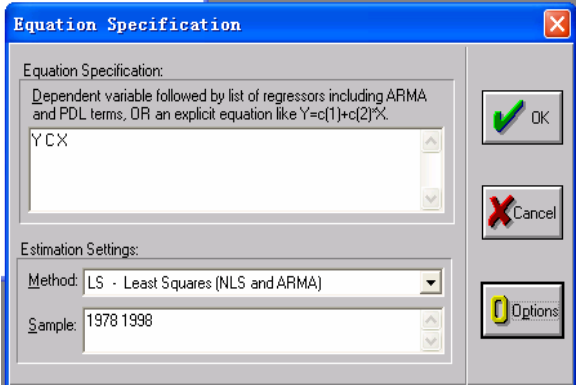 Equation Specification
Equation Specification:
Dependent variable followed by list of regressors including ARMA
and PDL terms, OR an explicit equation like Y=c(1)+c(2)*X.
Y C X
OK
Cancel
Estimation Settings:
Method: LS - Least Squares (NLS and ARMA)
Sample: 1978 1998
Options